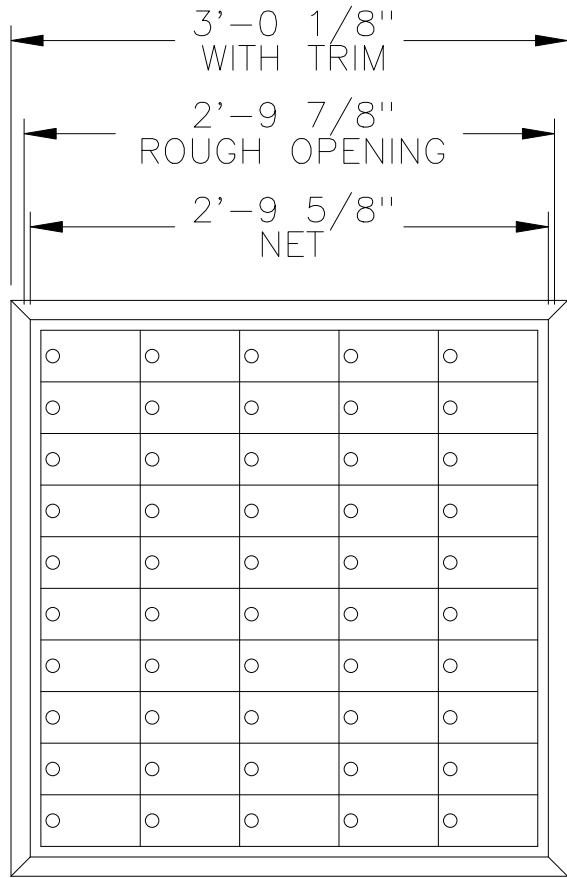 3'-0 1/8"
WITH TRIM
2'-9 7/8"
ROUGH OPENING
2'-9 5/8"
NET